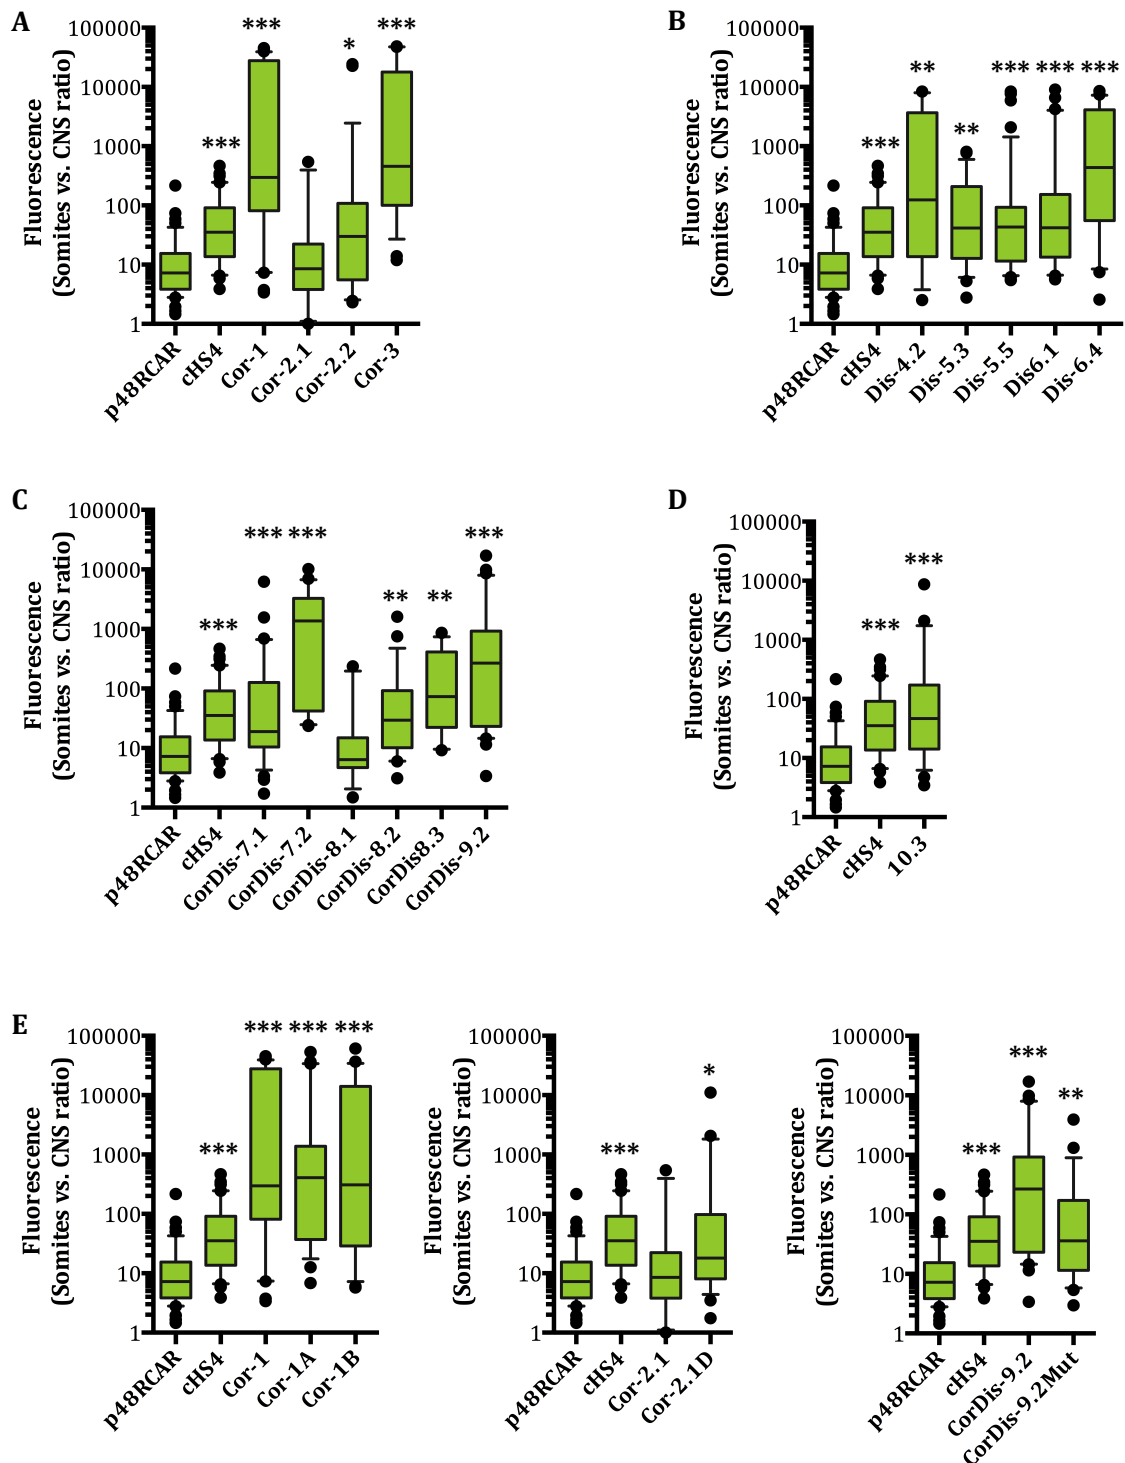 A
Fluorescence
(Somites vs. CNS ratio)
100000
10000
1000
100
10
1
***
***
*
***
p48RCAR
cHS4
Cor-1
Cor-2.1
Cor-2.2
Cor-3
B
Fluorescence
(Somites vs. CNS ratio)
100000
10000
1000
100
10
1
***
**
**
***
***
***
p48RCAR
cHS4
Dis-4.2
Dis-5.3
Dis-5.5
Dis6.1
Dis-6.4
C
Fluorescence
(Somites vs. CNS ratio)
100000
10000
1000
100
10
1
***
***
***
**
**
***
p48RCAR
cHS4
CorDis-7.1
CorDis-7.2
CorDis-8.1
CorDis-8.2
CorDis8.3
CorDis-9.2
D
Fluorescence
(Somites vs. CNS ratio)
100000
10000
1000
100
10
1
***
***
p48RCAR
cHS4
10.3
E
Fluorescence
(Somites vs. CNS ratio)
100000
10000
1000
100
10
1
***
***
***
***
p48RCAR
cHS4
Cor-1
Cor-1A
Cor-1B
Fluorescence
(Somites vs. CNS ratio)
100000
10000
1000
100
10
1
***
*
p48RCAR
cHS4
Cor-2.1
Cor-2.1D
Fluorescence
(Somites vs. CNS ratio)
100000
10000
1000
100
10
1
***
***
**
p48RCAR
cHS4
CorDis-9.2
CorDis-9.2Mut